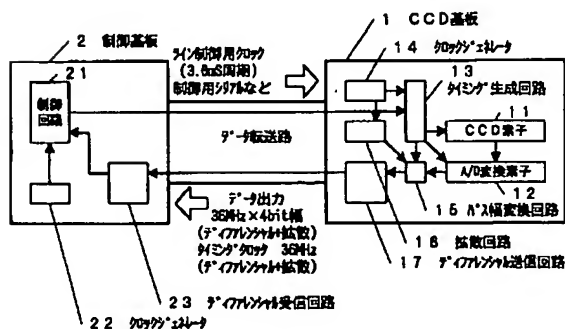 2 制御基板
21
制御
回路
ライン制御用クロック
(3.6mS周期)
制御用シリアルなど
データ転送路
データ出力
36MHz×4bit幅
(ディファレンシャル+拡散)
タイミングクロック 36MHz
(ディファレンシャル+拡散)
23 ディファレンシャル受信回路
22 クロックジェネレータ
1 CCD基板
14 クロックジェネレータ
13
タイミング生成回路
11
CCD素子
A/D変換素子
12
15 バス幅変換回路
16 拡散回路
17 ディファレンシャル送信回路